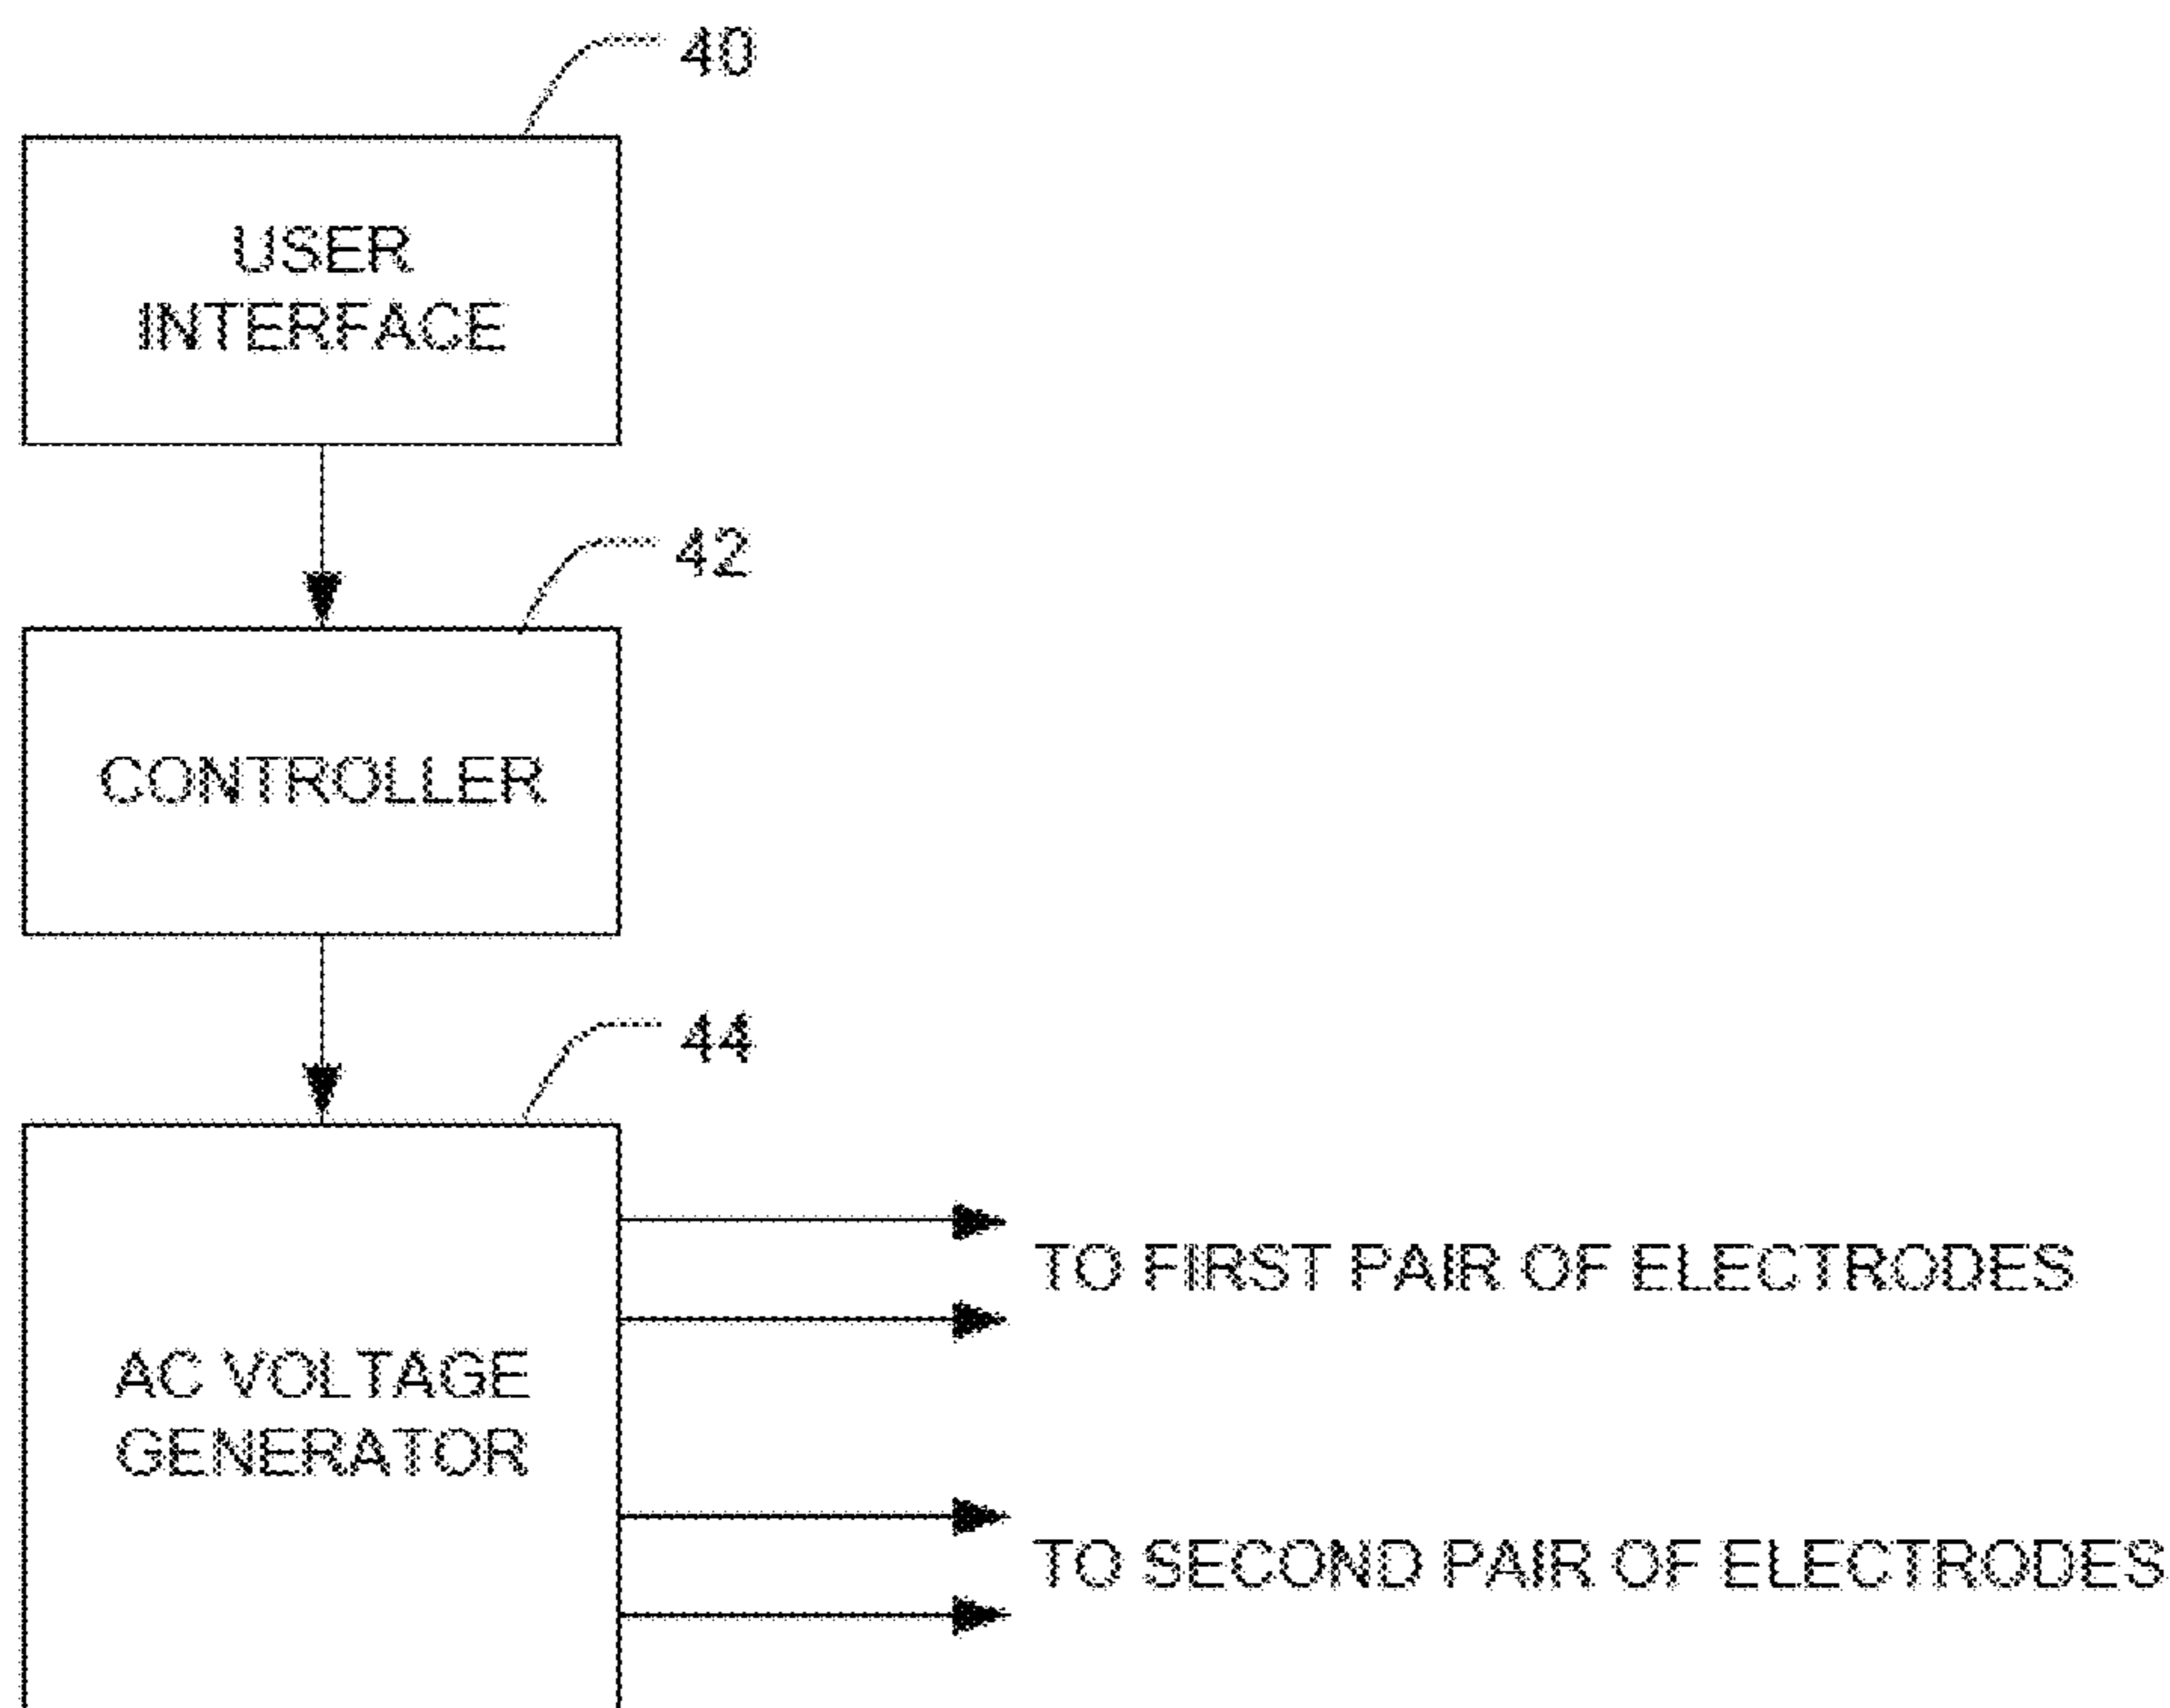 40
USER
INTERFACE
42
CONTROLLER
44
TO FIRST PAIR OF ELECTRODES
AC VOLTAGE
GENERATOR
TO SECOND PAIR OF ELECTRODES